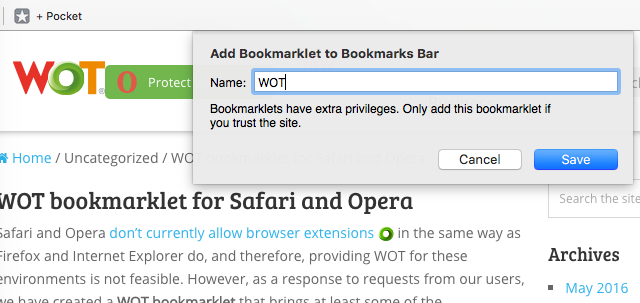 + Pocket
Add Bookmarklet to Bookmarks Bar
Name: WOT
Bookmarklets have extra privileges. Only add this bookmarklet if
you trust the site.
Cancel Save
WOT
Protect
Home / Uncategorized / WOT
WOT bookmarklet for Safari and Opera
Safari and Opera don't currently allow browser extensions in the same way as
Firefox and Internet Explorer do, and therefore, providing WOT for these
environments is not feasible. However, as a response to requests from our users,
we have created a WOT bookmarklet that brings at least some of the
Search the site
Archives
May 2016